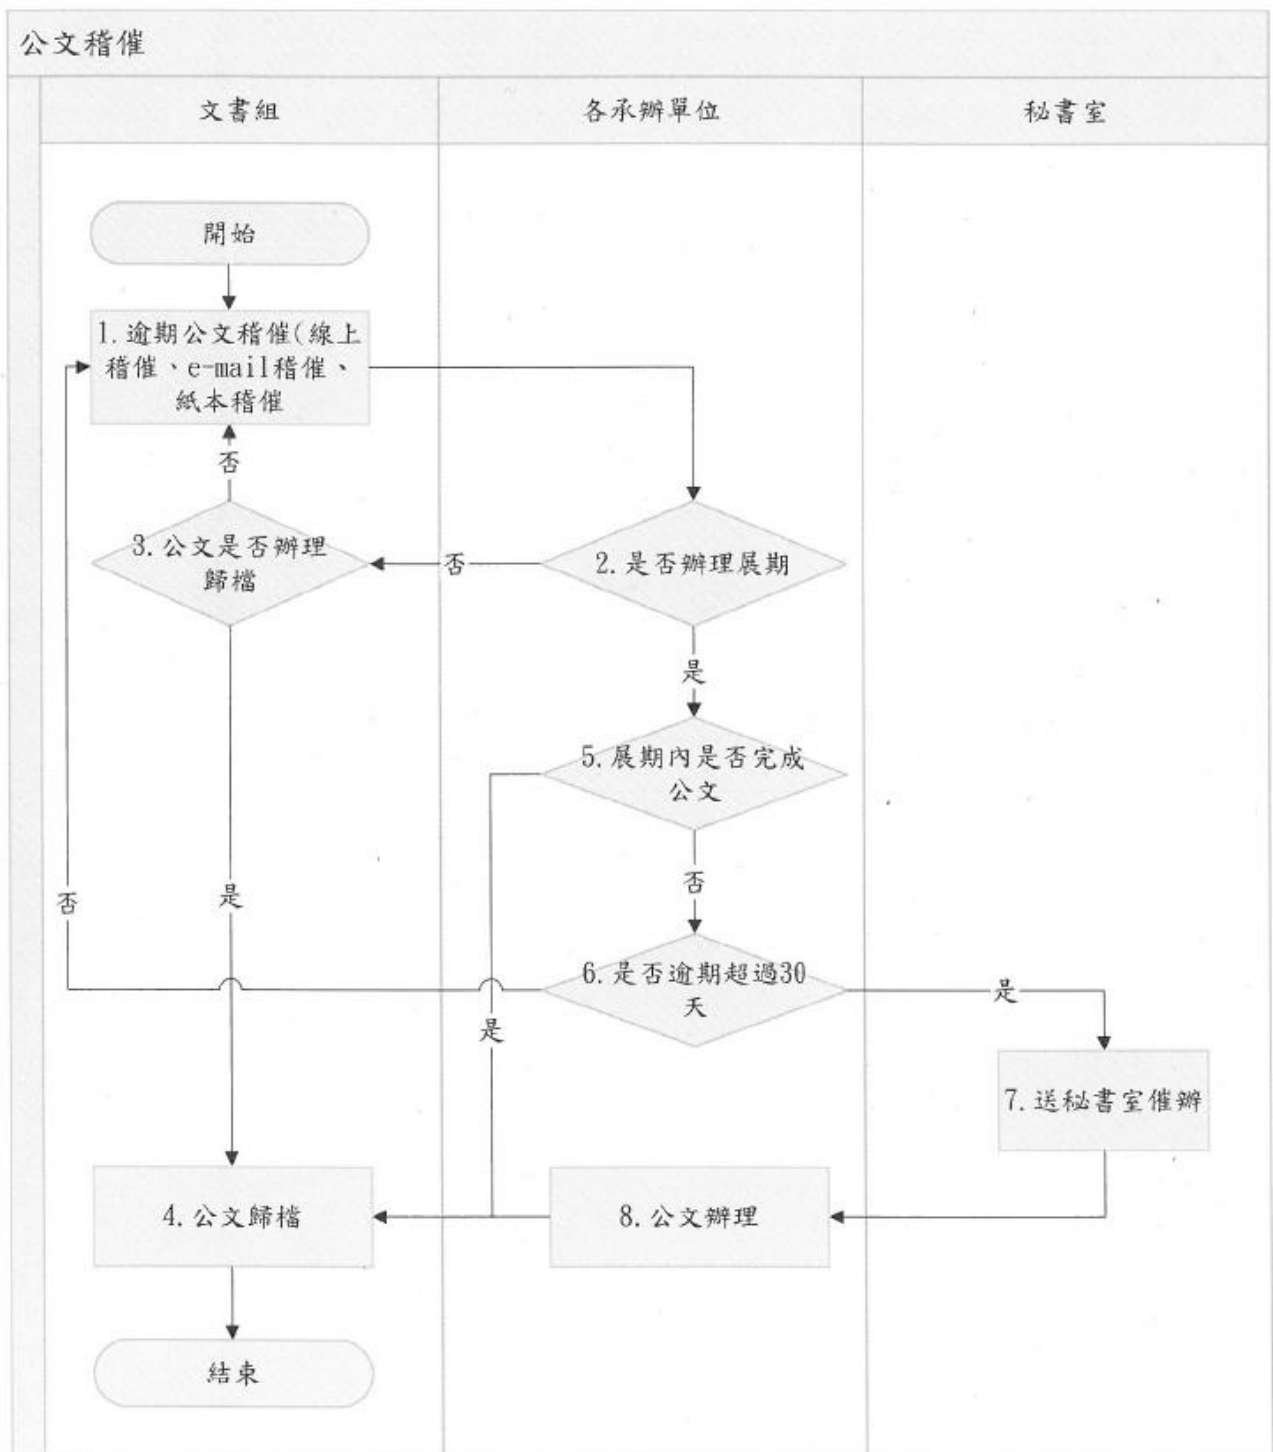 公文稽催
文書組
各承辦單位
秘書室
開始
1.逾期公文稽催(線上
稽催、e-mail稽催、
紙本稽催
否
3.公文是否辦理
歸檔
否
2.是否辦理展期
是
5.展期內是否完成
公文
否
是
否
6.是否逾期超過30
天
是
是
7.送秘書室催辦
4.公文歸檔
8.公文辦理
結束